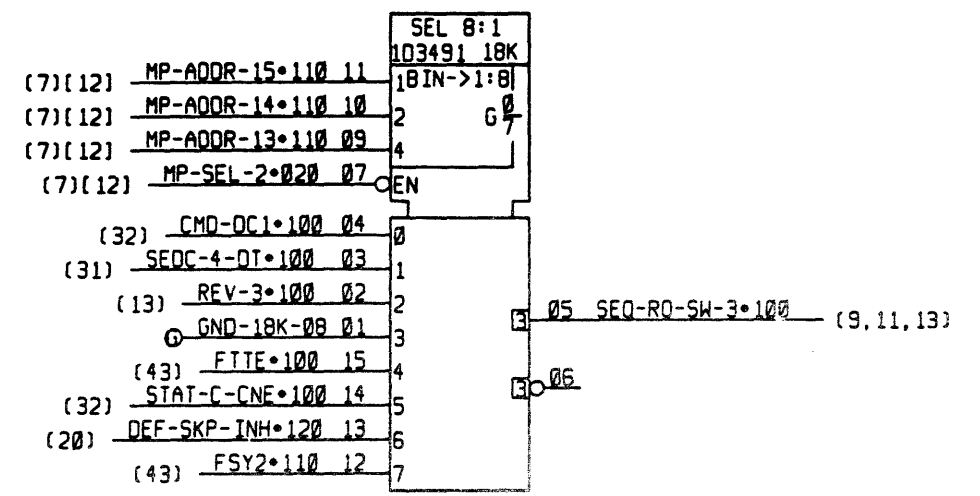 SEL 8:1
1D3491 18K
(7)[12] MP-ADDR-15•110 11 1 BIN->1:8
(7)[12] MP-ADDR-14•110 10 2 G 0/7
(7)[12] MP-ADDR-13•110 09 4
(7)[12] MP-SEL-2•020 07 EN
(32) CMD-DC1•100 04 0
(31) SEDC-4-DT•100 03 1
(13) REV-3•100 02 2
G GND-18K-08 01 3
3 05 SEQ-RO-SW-3•100 (9,11,13)
(43) FTTE•100 15 4
(32) STAT-C-CNE•100 14 5
3 06
(20) DEF-SKP-INH•120 13 6
(43) FSY2•110 12 7